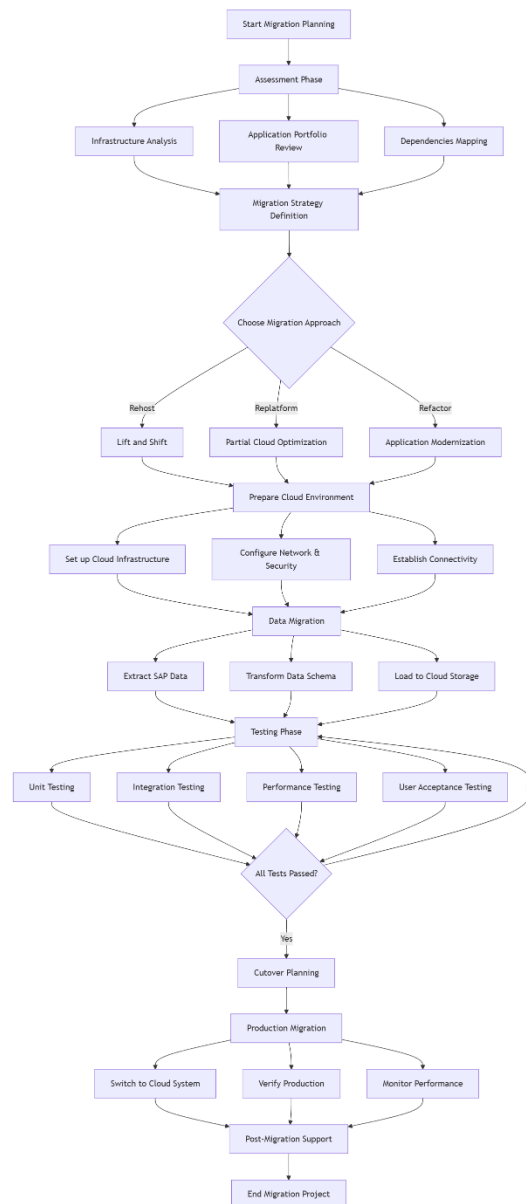 Start Migration Planning
Assessment Phase
Infrastructure Analysis
Application Portfolio
Review
Dependencies Mapping
Migration Strategy
Definition
Choose Migration Approach
Rehost
Replatform
Refactor
Lift and Shift
Partial Cloud Optimization
Application Modernization
Prepare Cloud Environment
Set up Cloud Infrastructure
Configure Network &
Security
Establish Connectivity
Data Migration
Extract SAP Data
Transform Data Schema
Load to Cloud Storage
Testing Phase
Unit Testing
Integration Testing
Performance Testing
User Acceptance Testing
All Tests Passed?
Yes
Cutover Planning
Production Migration
Switch to Cloud System
Verify Production
Monitor Performance
Post-Migration Support
End Migration Project